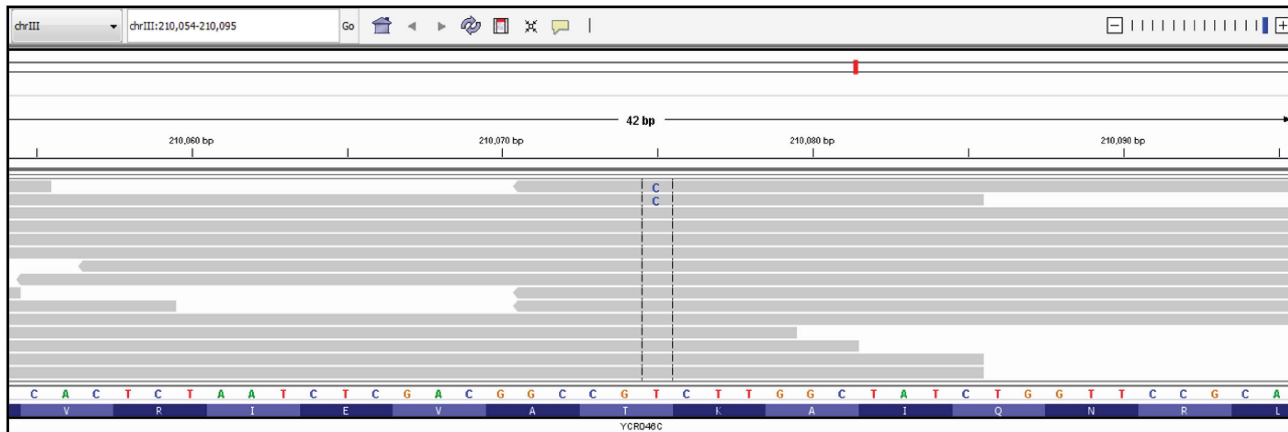 chrIII chrIII:210,054-210,095 Go
42 bp
210,060 bp 210,070 bp 210,080 bp 210,090 bp
C
C
C A C T C T A A T C T C G A C G G C C G T C T T G G C T A T C T G G T T C C G C A
V R I E V A T K A I Q N R L
YCR046C